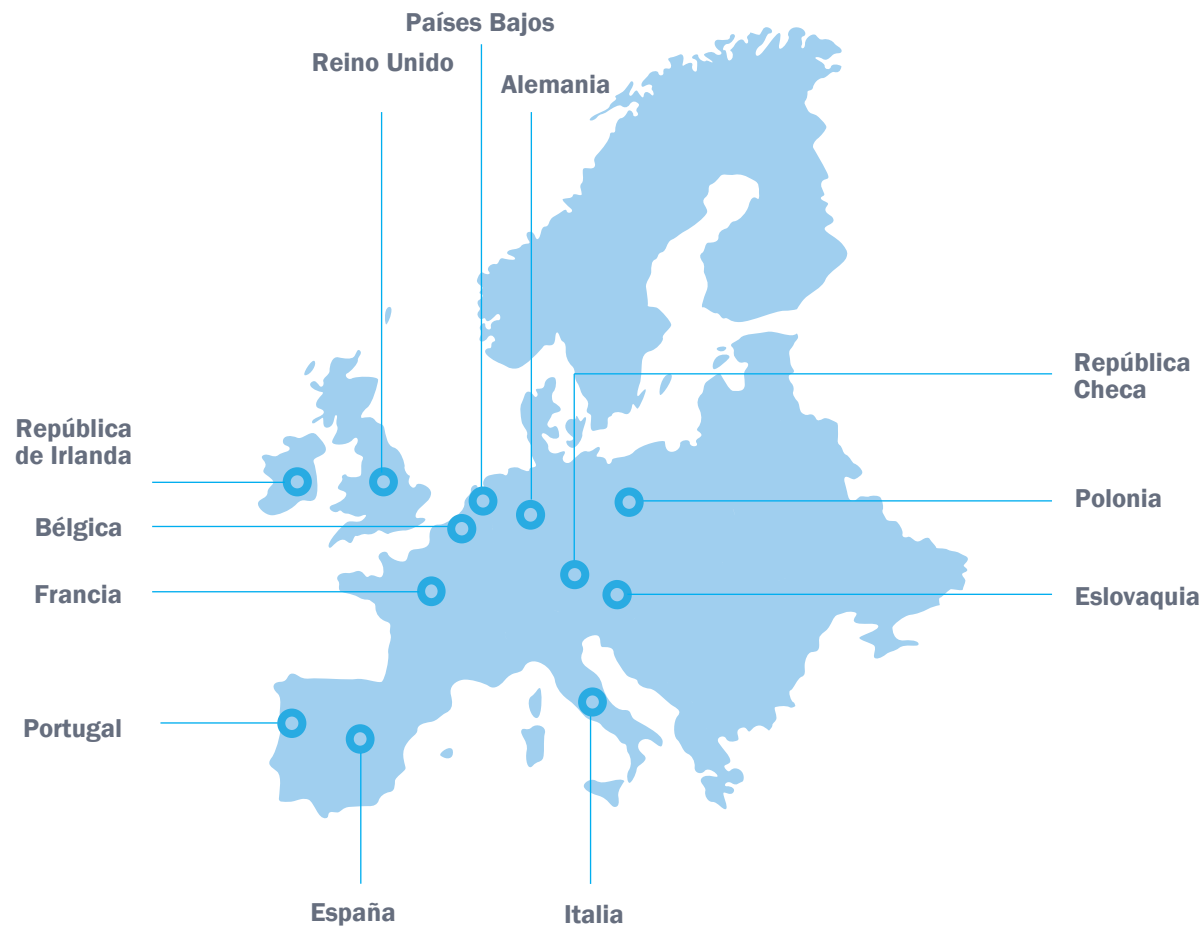 Países Bajos
Reino Unido
Alemania
República
Checa
República
de Irlanda
Polonia
Bélgica
Francia
Eslovaquia
Portugal
España
Italia